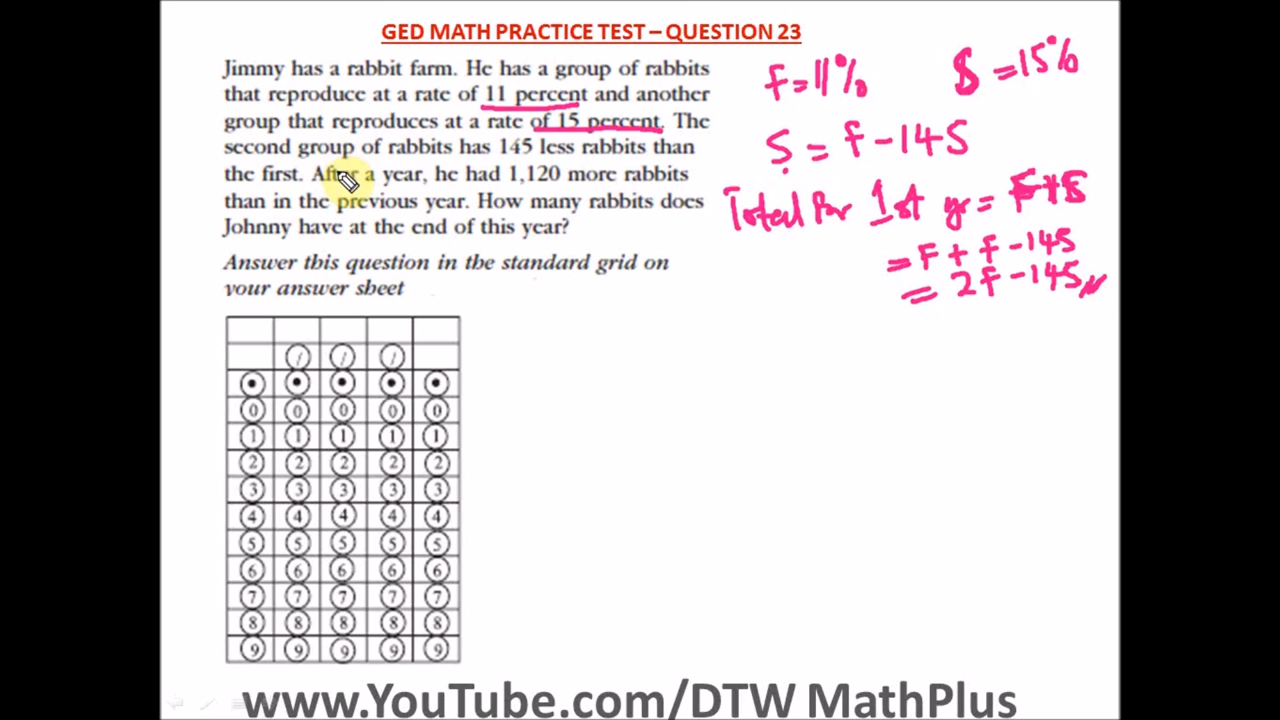 GED MATH PRACTICE TEST – QUESTION 23
Jimmy has a rabbit farm. He has a group of rabbits
that reproduce at a rate of 11 percent and another
group that reproduces at a rate of 15 percent. The
second group of rabbits has 145 less rabbits than
the first. After a year, he had 1,120 more rabbits
than in the previous year. How many rabbits does
Johnny have at the end of this year?
Answer this question in the standard grid on
your answer sheet
/ / /
• • • • •
0 0 0 0 0
1 1 1 1 1
2 2 2 2 2
3 3 3 3 3
4 4 4 4 4
5 5 5 5 5
6 6 6 6 6
7 7 7 7 7
8 8 8 8 8
9 9 9 9 9
F = 11% S = 15%
S = F - 145
Total for 1st yr = F + S
= F + F - 145
= 2F - 145
www.YouTube.com/DTW MathPlus